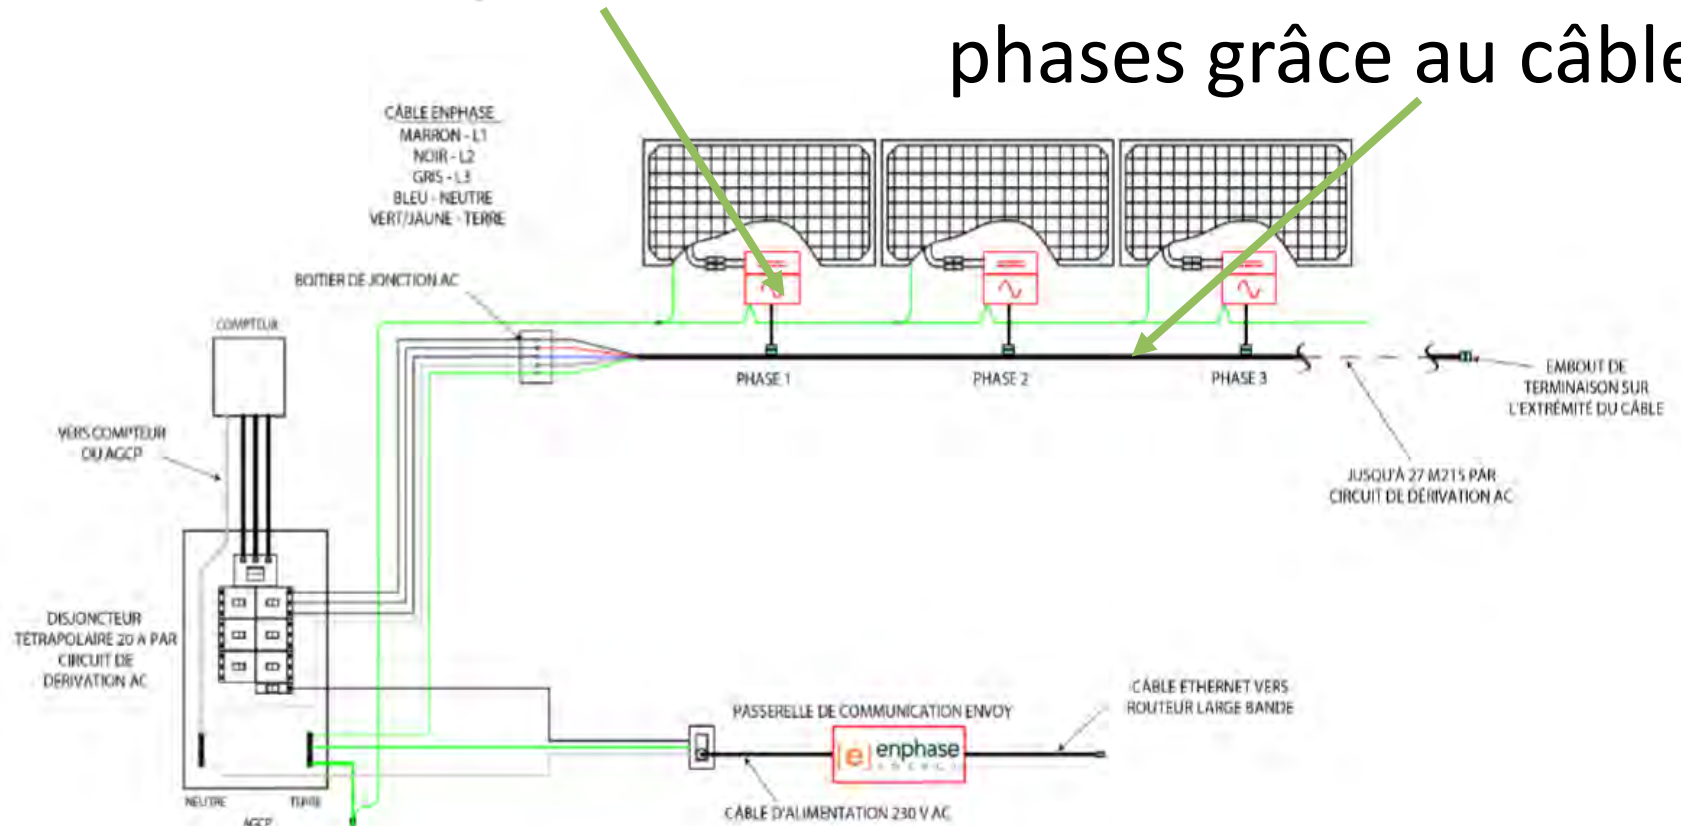 phases grâce au câble
CÂBLE ENPHASE
MARRON - L1
NOIR - L2
GRIS - L3
BLEU - NEUTRE
VERT/JAUNE - TERRE
BOITIER DE JONCTION AC
COMPTEUR
PHASE 1
PHASE 2
PHASE 3
EMBOUT DE
TERMINAISON SUR
L'EXTRÉMITÉ DU CÂBLE
VERS COMPTEUR
OU AGCP
JUSQU'À 27 M215 PAR
CIRCUIT DE DÉRIVATION AC
DISJONCTEUR
TÉTRAPOLAIRE 20 A PAR
CIRCUIT DE
DERIVATION AC
CÂBLE ETHERNET VERS
ROUTEUR LARGE BANDE
PASSERELLE DE COMMUNICATION ENVOY
[e] enphase
ENERGY
CÂBLE D'ALIMENTATION 230 V AC
NEUTRE
TERRE
AGCP